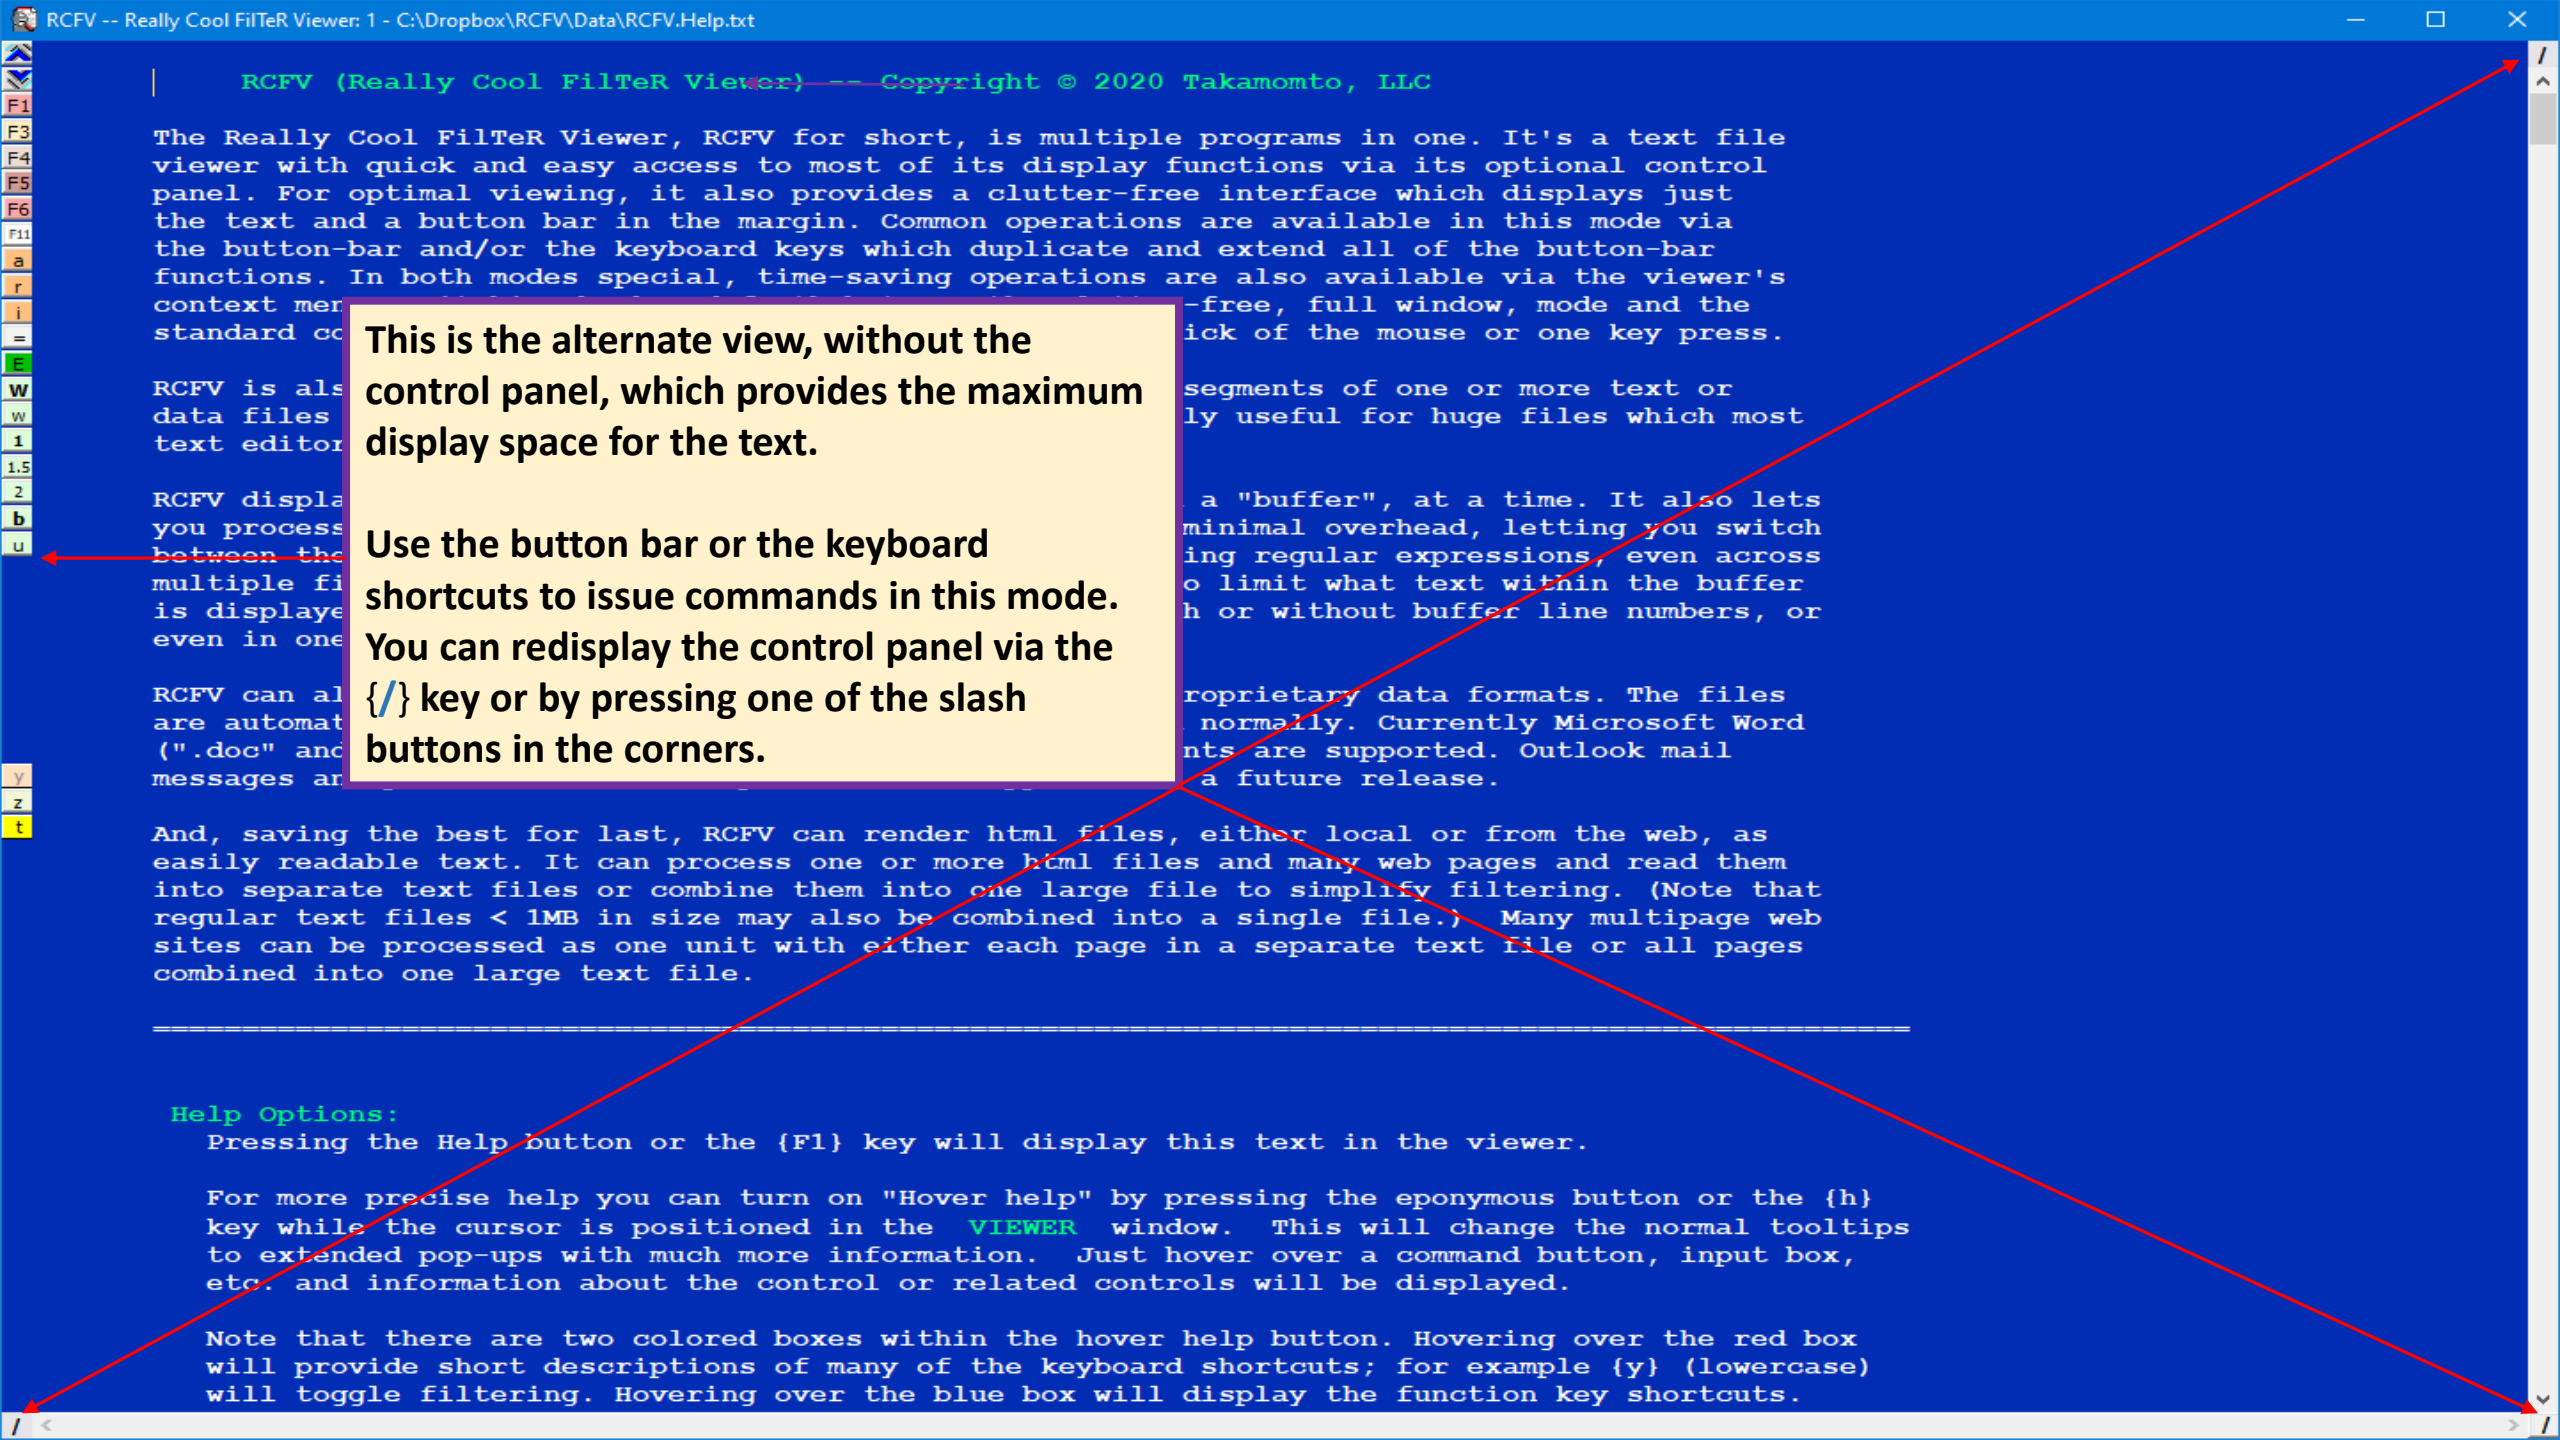 RCFV -- Really Cool FilTeR Viewer: 1 - C:\Dropbox\RCFV\Data\RCFV.Help.txt
/
RCFV (Really Cool FilTeR Viewer) -- Copyright © 2020 Takamomto, LLC
F1
F3
F4
F5
F6
F11
a
r
i
=
E
W
w
1
1.5
2
b
u
y
z
t
The Really Cool FilTeR Viewer, RCFV for short, is multiple programs in one. It's a text file
viewer with quick and easy access to most of its display functions via its optional control
panel. For optimal viewing, it also provides a clutter-free interface which displays just
the text and a button bar in the margin. Common operations are available in this mode via
the button-bar and/or the keyboard keys which duplicate and extend all of the button-bar
functions. In both modes special, time-saving operations are also available via the viewer's
context men -free, full window, mode and the
standard co ick of the mouse or one key press.
RCFV is als segments of one or more text or
data files ly useful for huge files which most
text editor
RCFV displa a "buffer", at a time. It also lets
you process minimal overhead, letting you switch
between the ing regular expressions, even across
multiple fi o limit what text within the buffer
is displaye h or without buffer line numbers, or
even in one
RCFV can al roprietary data formats. The files
are automat normally. Currently Microsoft Word
(".doc" and nts are supported. Outlook mail
messages an a future release.
This is the alternate view, without the
control panel, which provides the maximum
display space for the text.
Use the button bar or the keyboard
shortcuts to issue commands in this mode.
You can redisplay the control panel via the
{/} key or by pressing one of the slash
buttons in the corners.
And, saving the best for last, RCFV can render html files, either local or from the web, as
easily readable text. It can process one or more html files and many web pages and read them
into separate text files or combine them into one large file to simplify filtering. (Note that
regular text files < 1MB in size may also be combined into a single file.)  Many multipage web
sites can be processed as one unit with either each page in a separate text file or all pages
combined into one large text file.
Help Options:
Pressing the Help button or the {F1} key will display this text in the viewer.
For more precise help you can turn on "Hover help" by pressing the eponymous button or the {h}
key while the cursor is positioned in the  VIEWER  window.  This will change the normal tooltips
to extended pop-ups with much more information.  Just hover over a command button, input box,
etc. and information about the control or related controls will be displayed.
Note that there are two colored boxes within the hover help button. Hovering over the red box
will provide short descriptions of many of the keyboard shortcuts; for example {y} (lowercase)
will toggle filtering. Hovering over the blue box will display the function key shortcuts.
/ /